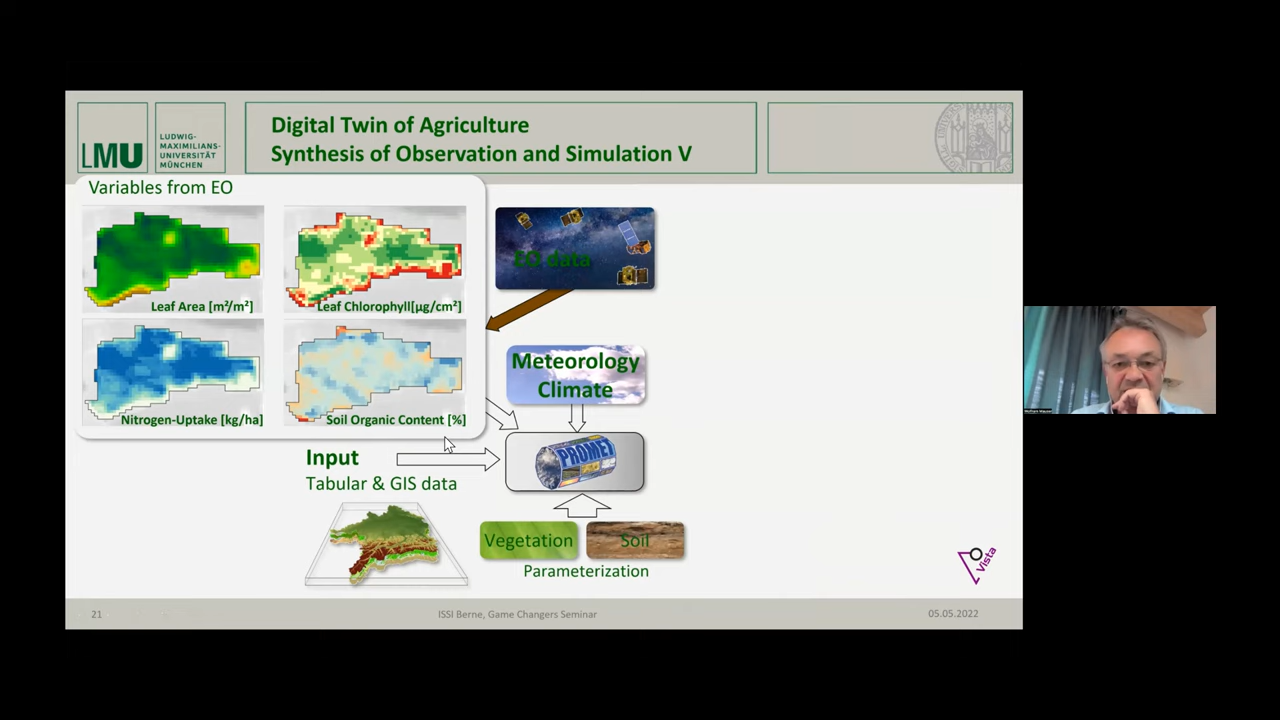 LMU
LUDWIG-
MAXIMILIANS-
UNIVERSITÄT
MÜNCHEN
Digital Twin of Agriculture
Synthesis of Observation and Simulation V
Variables from EO
Leaf Area [m²/m²]
Leaf Chlorophyll[µg/cm²]
Nitrogen-Uptake [kg/ha]
Soil Organic Content [%]
EO data
Meteorology
Climate
PROMET
Input
Tabular & GIS data
Vegetation
Soil
Parameterization
Vista
21
ISSI Berne, Game Changers Seminar
05.05.2022